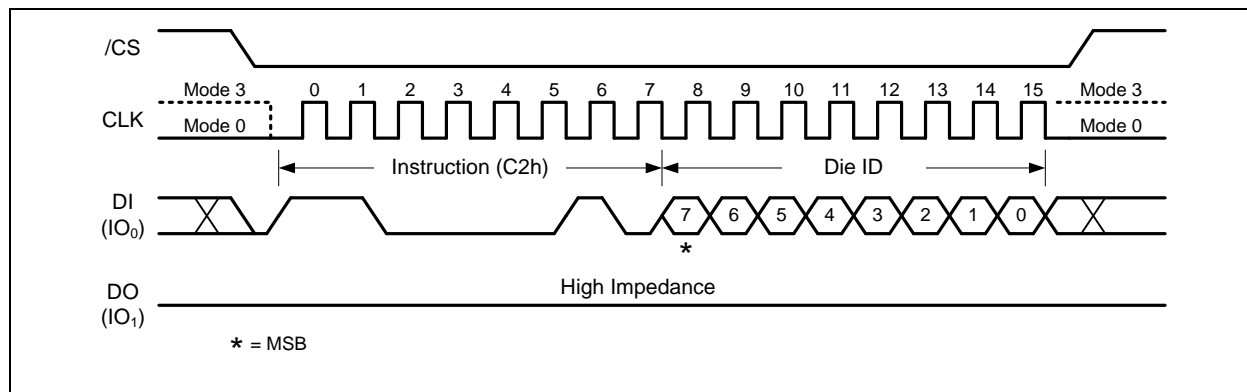 /CS
Mode 3 0 1 2 3 4 5 6 7 8 9 10 11 12 13 14 15 Mode 3
CLK
Mode 0 Mode 0
Instruction (C2h) Die ID
DI
(IO₀)
7 6 5 4 3 2 1 0
*
High Impedance
DO
(IO₁)
* = MSB